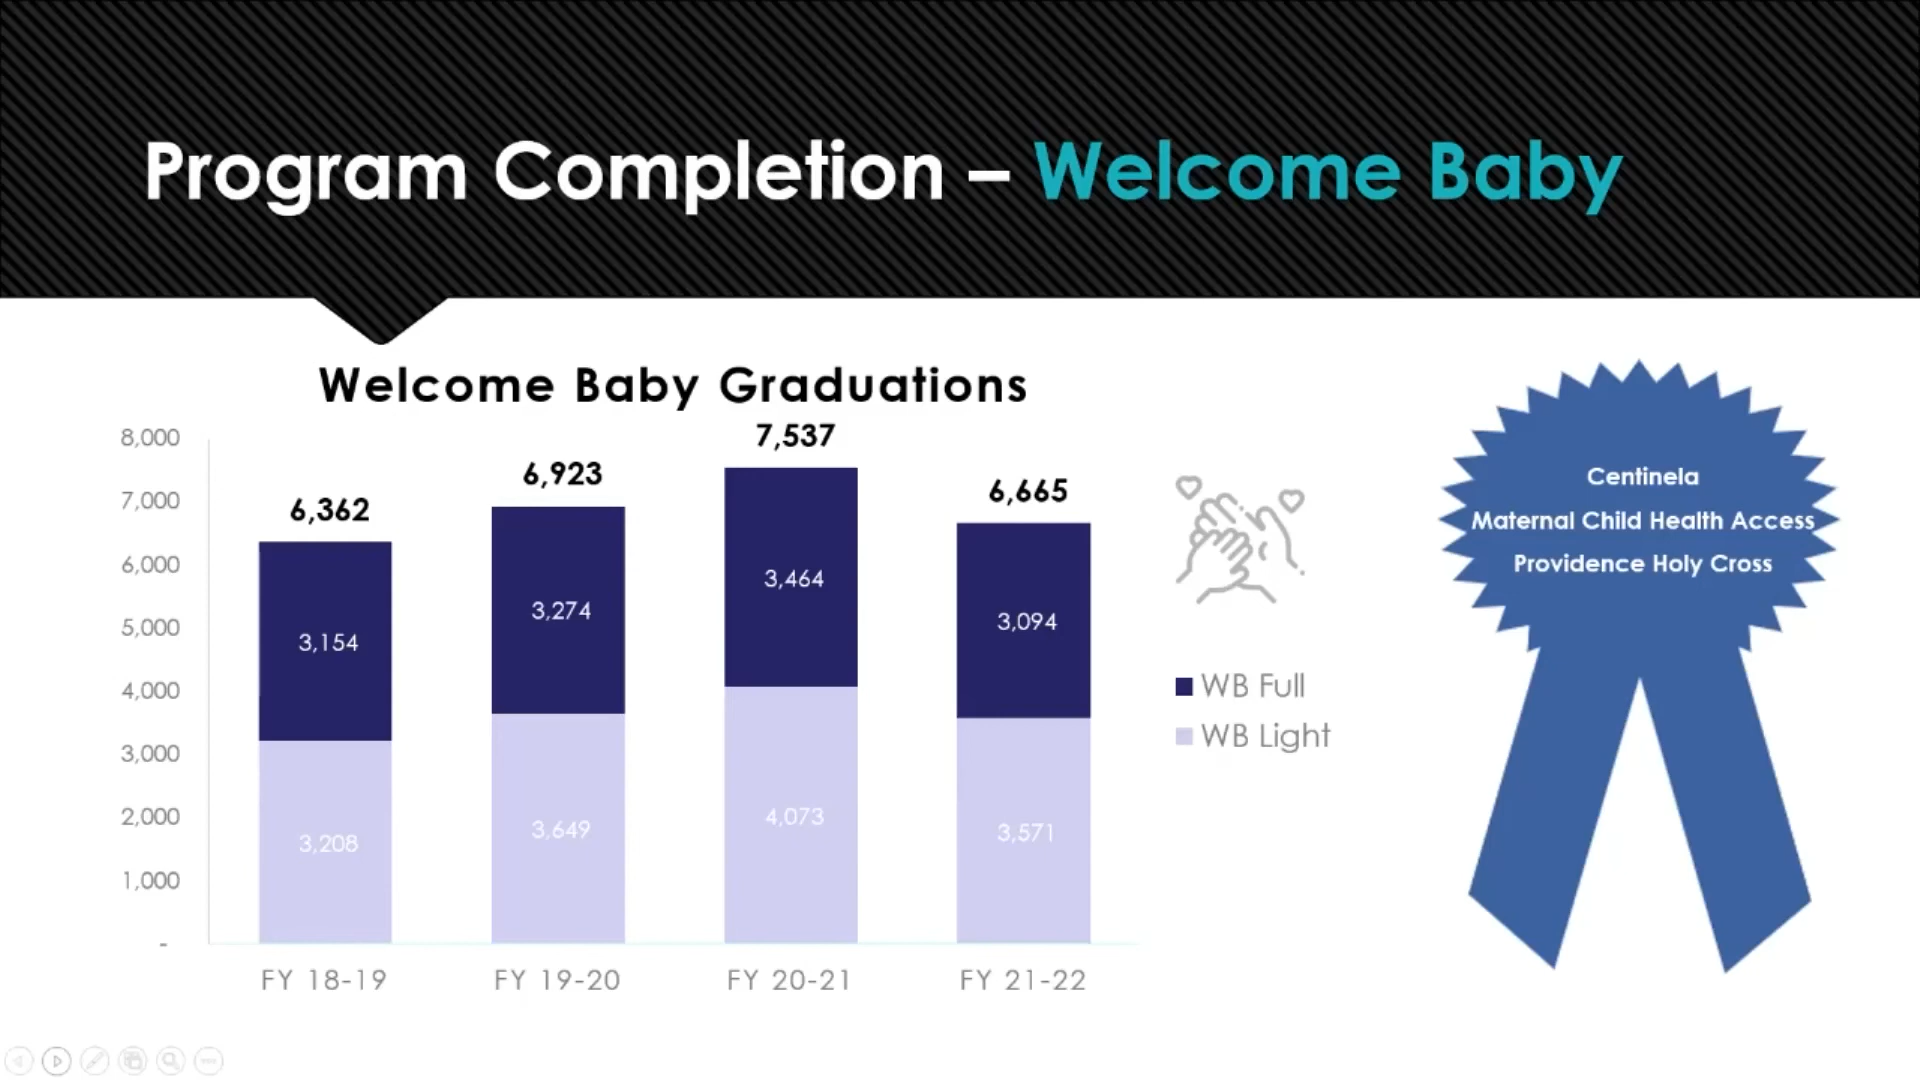 Program Completion – Welcome Baby
Welcome Baby Graduations
8,000
7,000
6,000
5,000
4,000
3,000
2,000
1,000
-
6,362
6,923
7,537
6,665
3,154
3,274
3,464
3,094
3,208
3,649
4,073
3,571
FY 18-19
FY 19-20
FY 20-21
FY 21-22
WB Full
WB Light
Centinela
Maternal Child Health Access
Providence Holy Cross